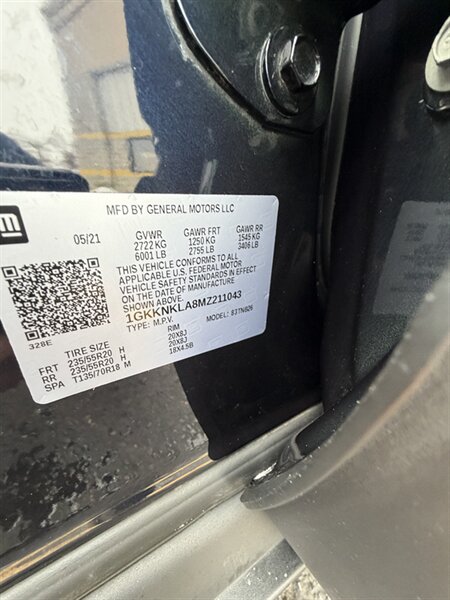 m
MFD BY GENERAL MOTORS LLC
05/21 GVWR GAWR FRT GAWR RR
2722 KG 1250 KG 1545 KG
6001 LB 2755 LB 3406 LB
THIS VEHICLE CONFORMS TO ALL
APPLICABLE U.S. FEDERAL MOTOR
VEHICLE SAFETY STANDARDS IN EFFECT
ON THE DATE OF MANUFACTURE
SHOWN ABOVE.
1GKKNKLA8MZ211043
TYPE: M.P.V. MODEL: 83TN826
328E
TIRE SIZE RIM
FRT 235/55R20 H 20X8J
RR 235/55R20 H 20X8J
SPA T135/70R18 M 18X4.5B